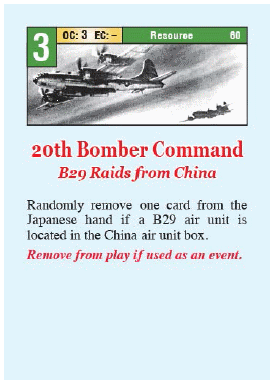 3 OC: 3 EC: – Resource 60
20th Bomber Command
B29 Raids from China
Randomly remove one card from the
Japanese hand if a B29 air unit is
located in the China air unit box.
Remove from play if used as an event.